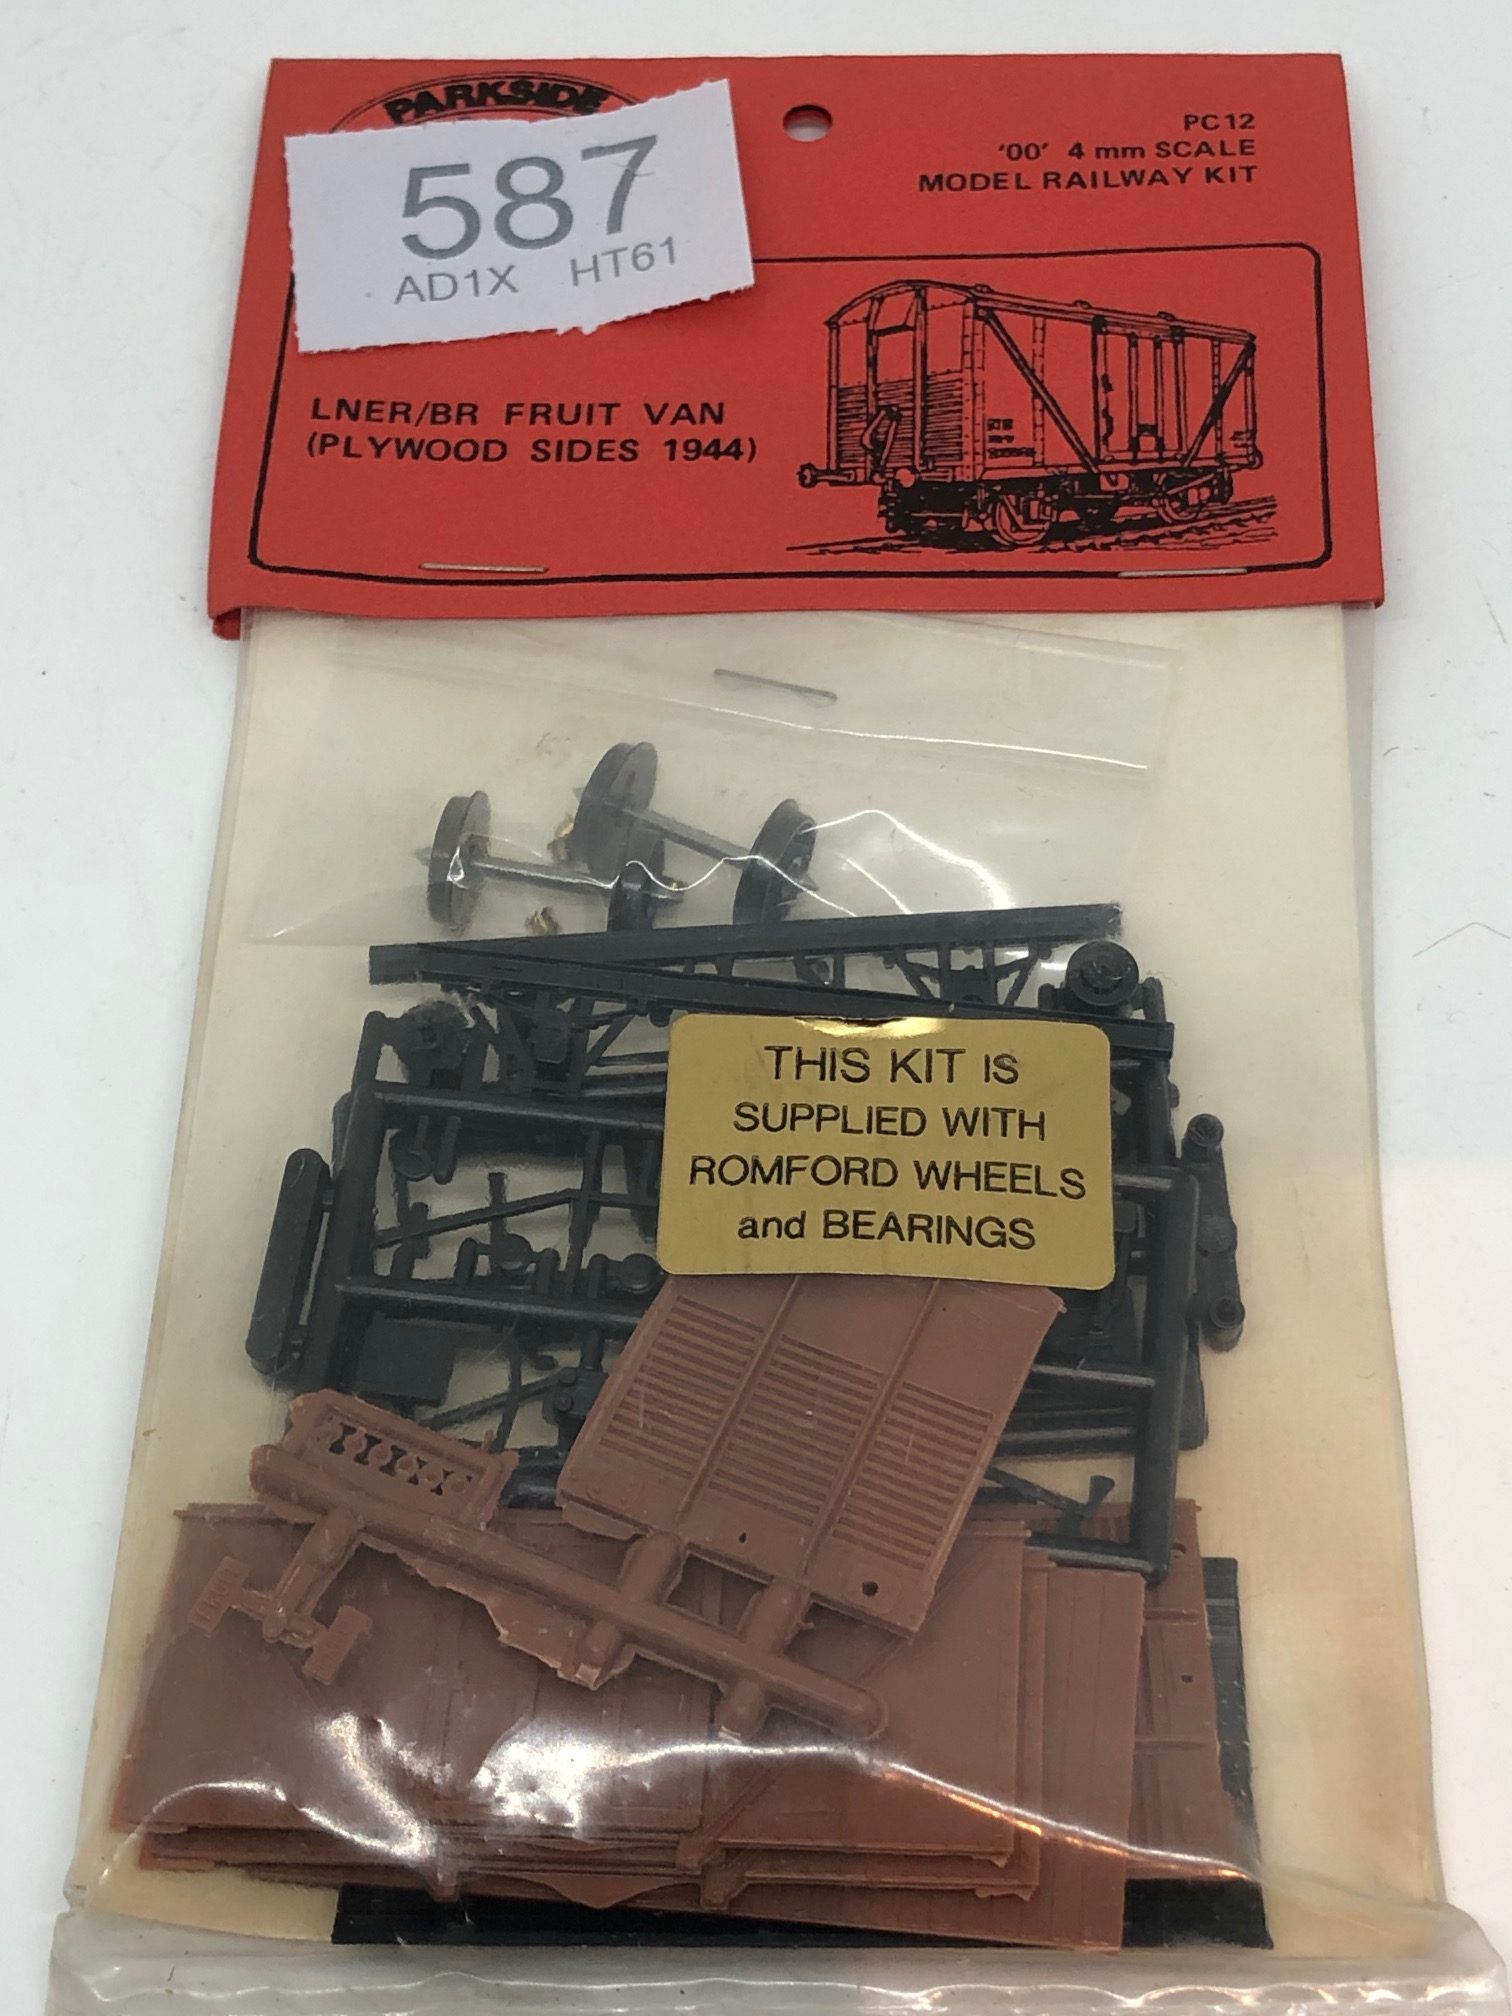 PARKSIDE
587
AD1X HT61
PC12
'00' 4 mm SCALE
MODEL RAILWAY KIT
LNER/BR FRUIT VAN
(PLYWOOD SIDES 1944)
THIS KIT IS
SUPPLIED WITH
ROMFORD WHEELS
and BEARINGS